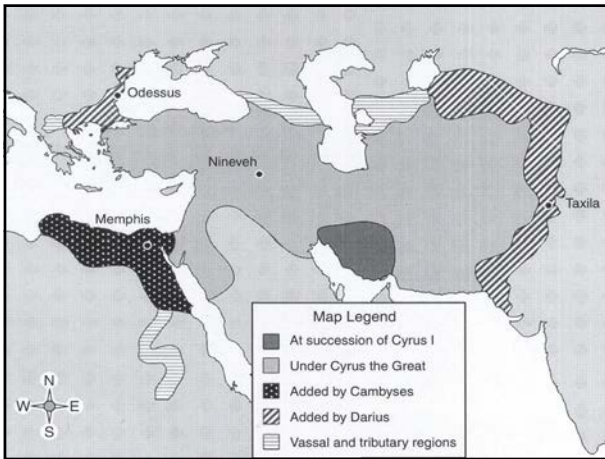 Odessus
Nineveh
Memphis
Taxila
Map Legend
At succession of Cyrus I
Under Cyrus the Great
Added by Cambyses
Added by Darius
Vassal and tributary regions
N
W E
S